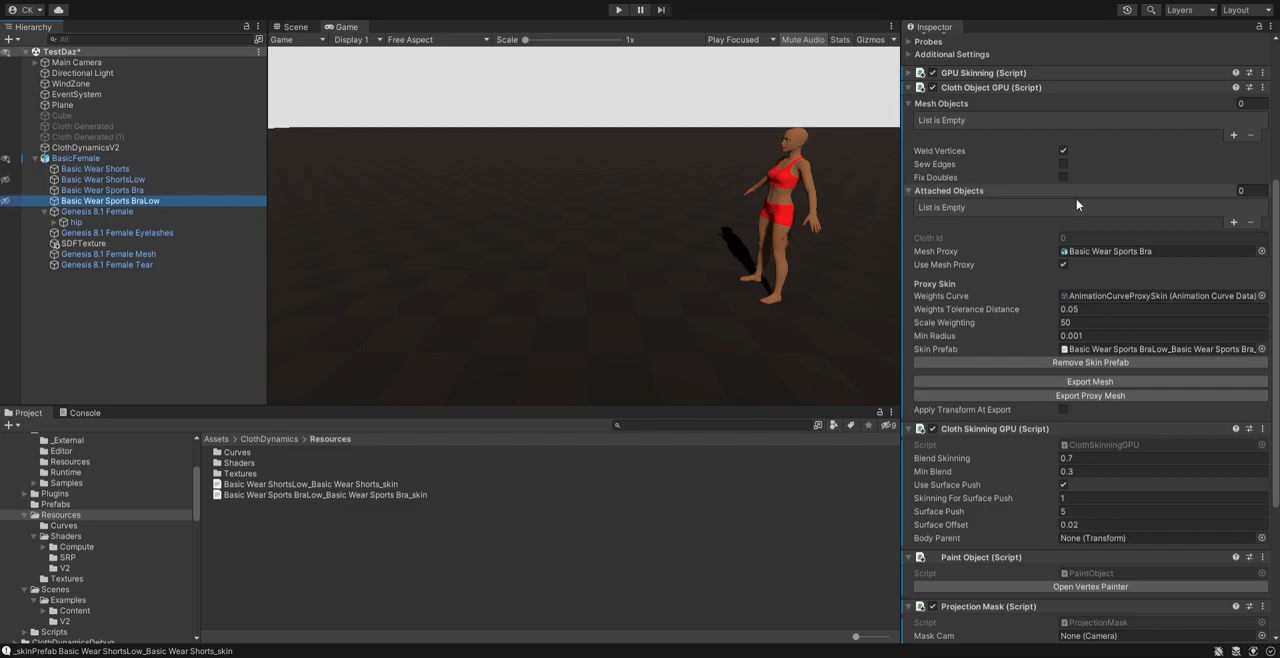 CK
Layers
Layout
Hierarchy
All
TestDaz*
Main Camera
Directional Light
WindZone
EventSystem
Plane
Cube
Cloth Generated
Cloth Generated (1)
ClothDynamicsV2
BasicFemale
Basic Wear Shorts
Basic Wear ShortsLow
Basic Wear Sports Bra
Basic Wear Sports BraLow
Genesis 8.1 Female
hip
Genesis 8.1 Female Eyelashes
SDFTexture
Genesis 8.1 Female Mesh
Genesis 8.1 Female Tear
Scene
Game
Game
Display 1
Free Aspect
Scale
1x
Play Focused
Mute Audio
Stats
Gizmos
Inspector
Probes
Additional Settings
GPU Skinning (Script)
Cloth Object GPU (Script)
Mesh Objects 0
List is Empty
Weld Vertices
Sew Edges
Fix Doubles
Attached Objects 0
List is Empty
Cloth Id 0
Mesh Proxy Basic Wear Sports Bra
Use Mesh Proxy
Proxy Skin
Weights Curve AnimationCurveProxySkin (Animation Curve Data)
Weights Tolerance Distance 0.05
Scale Weighting 50
Min Radius 0.001
Skin Prefab Basic Wear Sports BraLow_Basic Wear Sports Bra_
Remove Skin Prefab
Export Mesh
Export Proxy Mesh
Apply Transform At Export
Cloth Skinning GPU (Script)
Script ClothSkinningGPU
Blend Skinning 0.7
Min Blend 0.3
Use Surface Push
Skinning For Surface Push 1
Surface Push 5
Surface Offset 0.02
Body Parent None (Transform)
Paint Object (Script)
Script PaintObject
Open Vertex Painter
Projection Mask (Script)
Script ProjectionMask
Mask Cam None (Camera)
Project
Console
9
_External
Editor
Resources
Runtime
Samples
Plugins
Prefabs
Resources
Curves
Shaders
Compute
SRP
V2
Textures
Scenes
Examples
Content
V2
Scripts
ClothDynamicsDebug
Assets > ClothDynamics > Resources
Curves
Shaders
Textures
Basic Wear ShortsLow_Basic Wear Shorts_skin
Basic Wear Sports BraLow_Basic Wear Sports Bra_skin
_skinPrefab Basic Wear ShortsLow_Basic Wear Shorts_skin